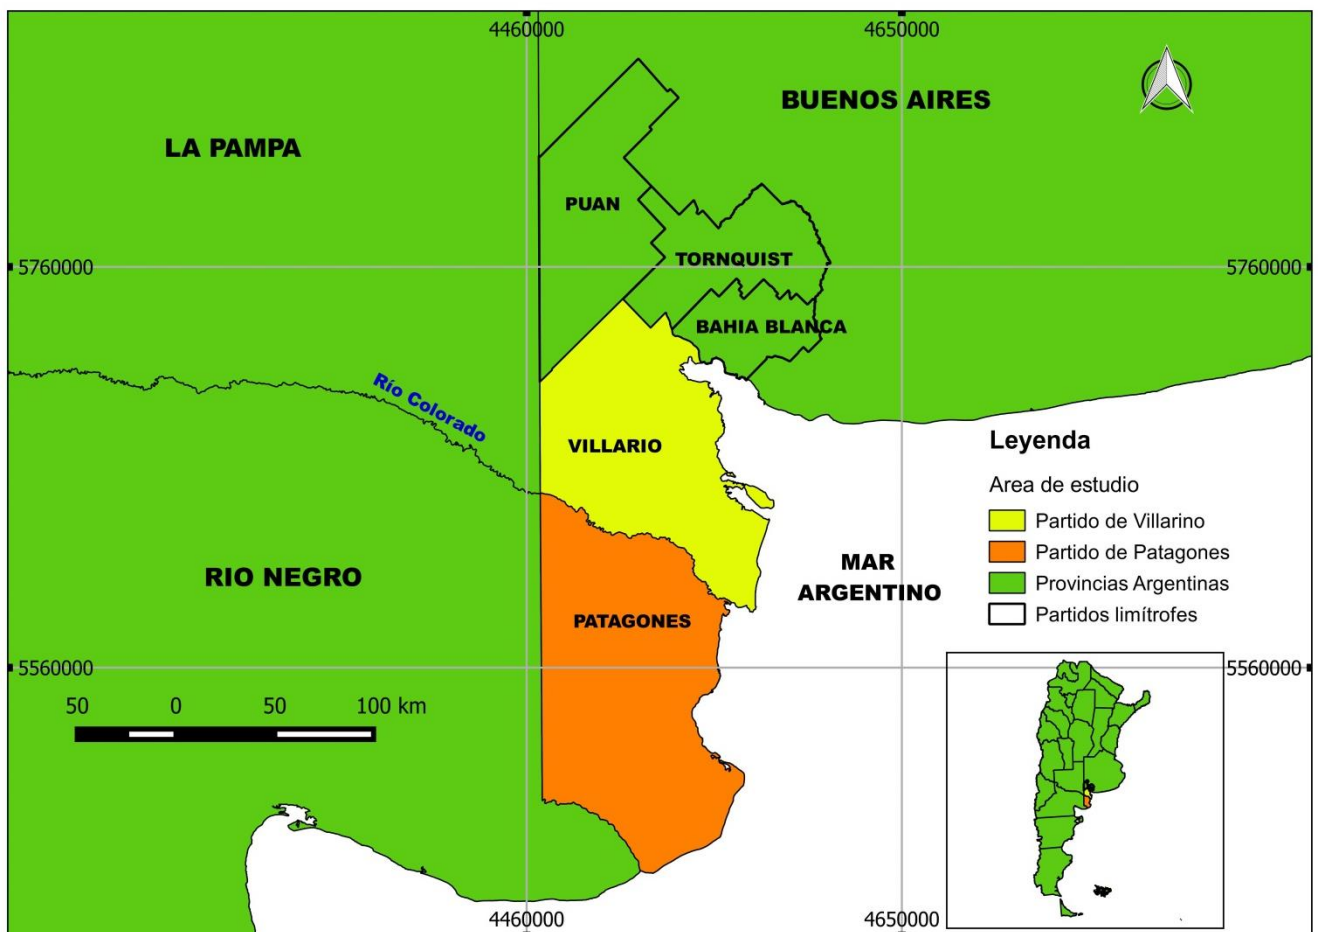 4460000
4650000
BUENOS AIRES
LA PAMPA
PUAN
TORNQUIST
5760000
5760000
BAHIA BLANCA
Río Colorado
VILLARIO
Leyenda
Area de estudio
Partido de Villarino
Partido de Patagones
Provincias Argentinas
Partidos limítrofes
MAR
ARGENTINO
RIO NEGRO
PATAGONES
5560000
5560000
50 0 50 100 km
4460000
4650000